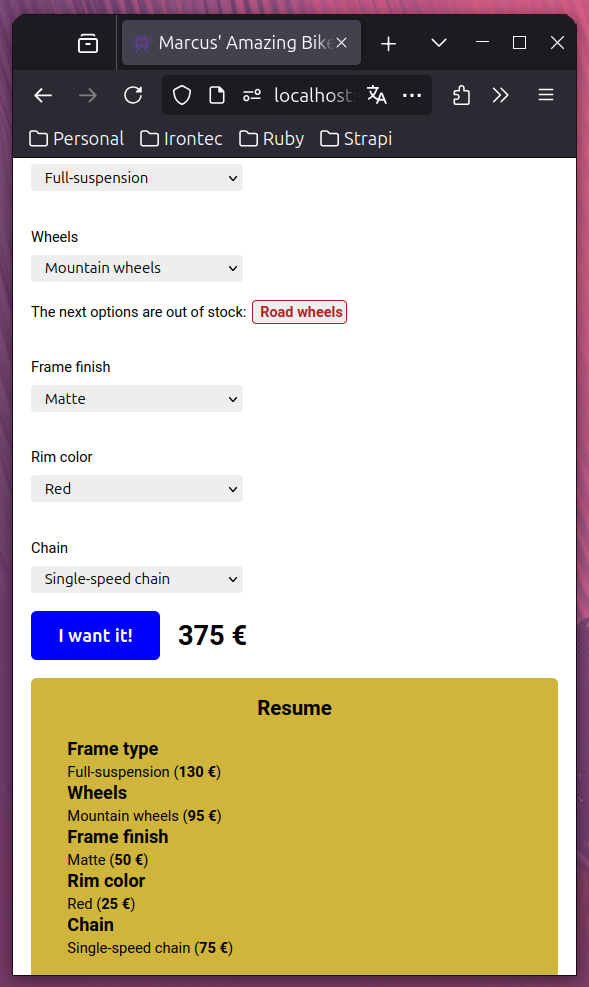 Marcus' Amazing Bike
localhost:
Personal Irontec Ruby Strapi
Full-suspension
Wheels
Mountain wheels
The next options are out of stock: Road wheels
Frame finish
Matte
Rim color
Red
Chain
Single-speed chain
I want it! 375 €
Resume
Frame type
Full-suspension (130 €)
Wheels
Mountain wheels (95 €)
Frame finish
Matte (50 €)
Rim color
Red (25 €)
Chain
Single-speed chain (75 €)